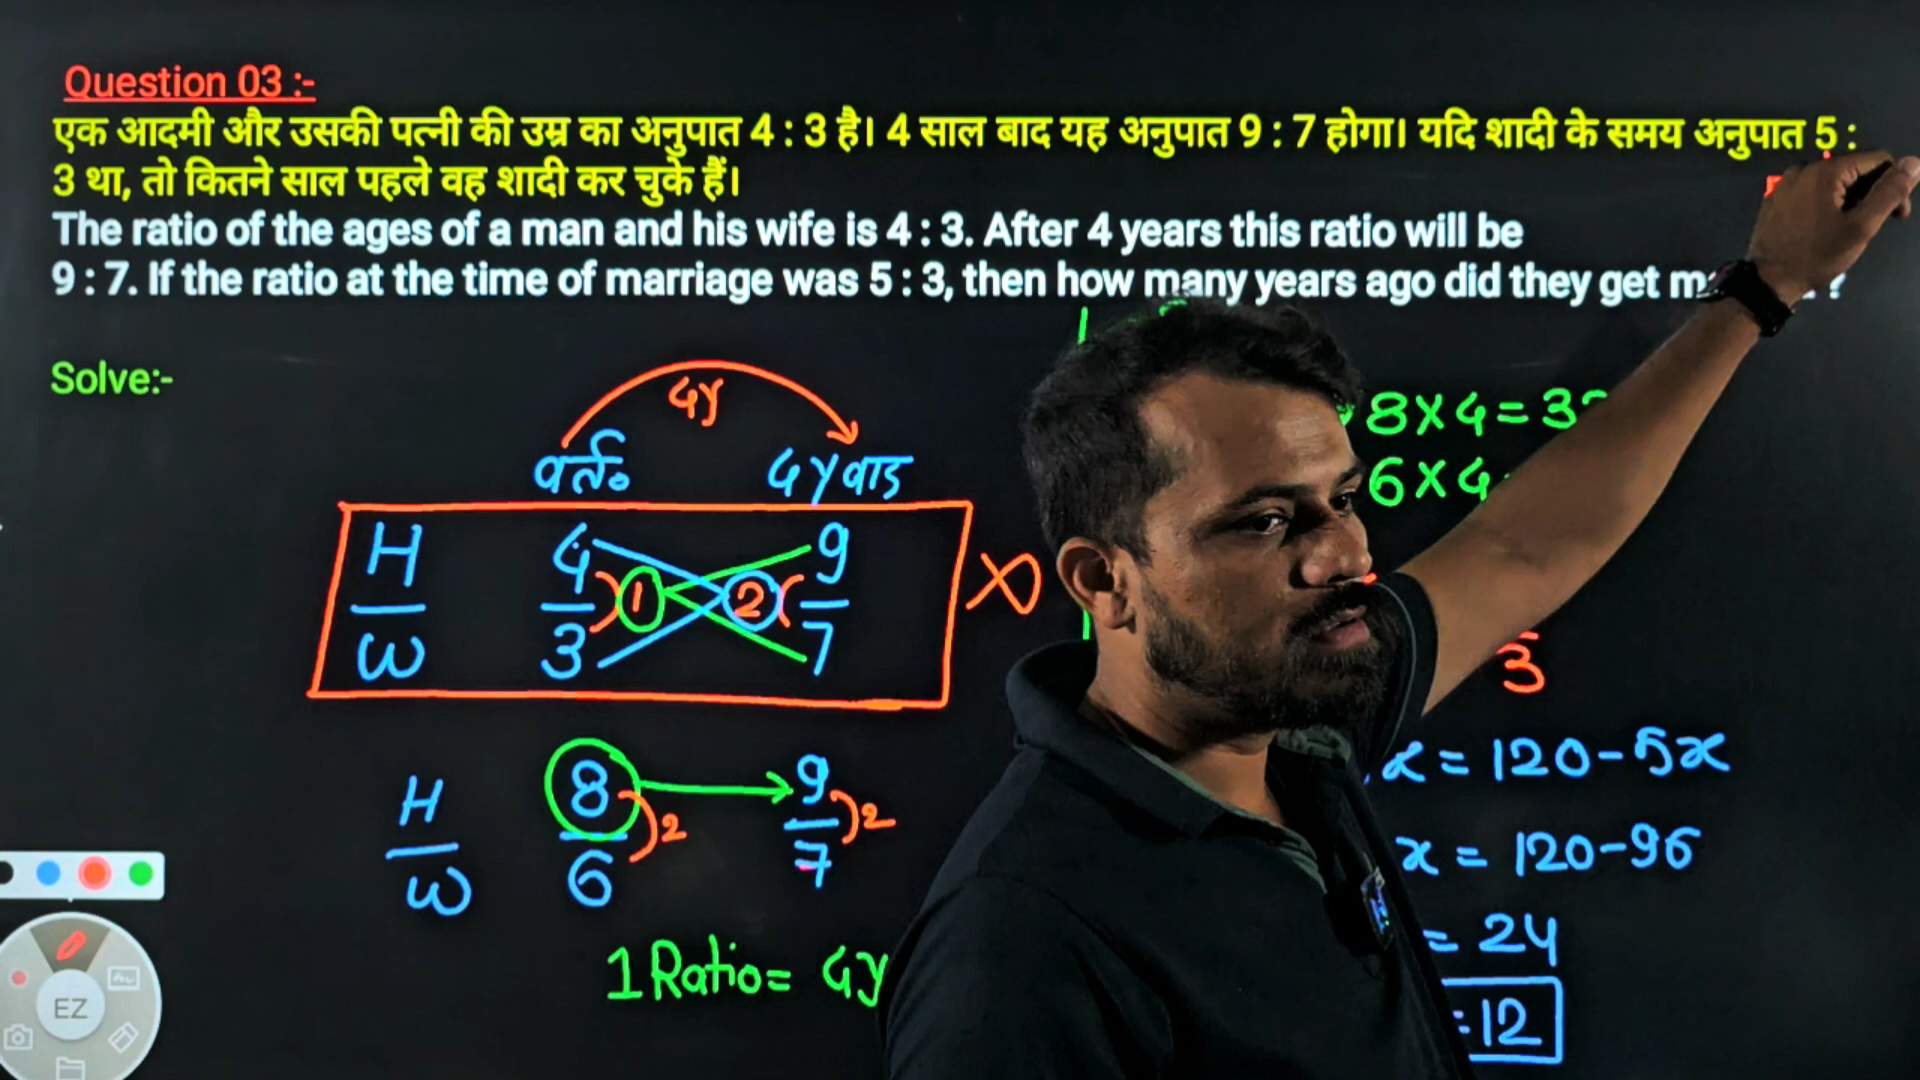 Question 03 :-
एक आदमी और उसकी पत्नी की उम्र का अनुपात 4 : 3 है। 4 साल बाद यह अनुपात 9 : 7 होगा। यदि शादी के समय अनुपात 5 :
3 था, तो कितने साल पहले वह शादी कर चुके हैं।
The ratio of the ages of a man and his wife is 4 : 3. After 4 years this ratio will be
9 : 7. If the ratio at the time of marriage was 5 : 3, then how many years ago did they get
Solve:-
4y
वर्त० 4y बाद
H 4 1 2 9
W 3 7
H 8 2 9 2
W 6 7
1 Ratio = 4y
8 X 4 = 3
6 X 4
3
x = 120 - 5x
x = 120 - 96
= 24
= 12
EZ